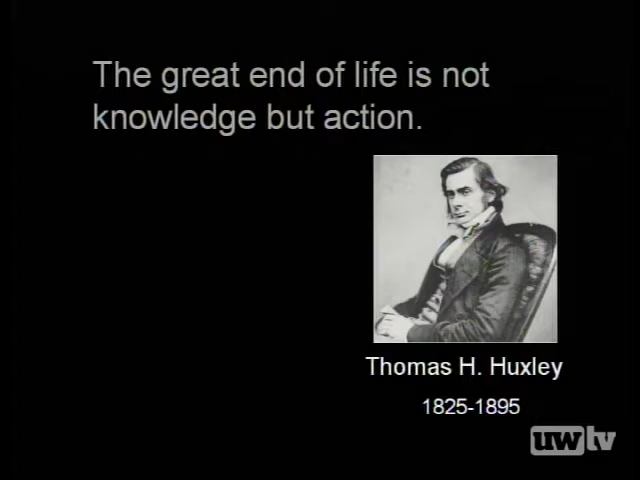 The great end of life is not
knowledge but action.
Thomas H. Huxley
1825-1895
uwtv